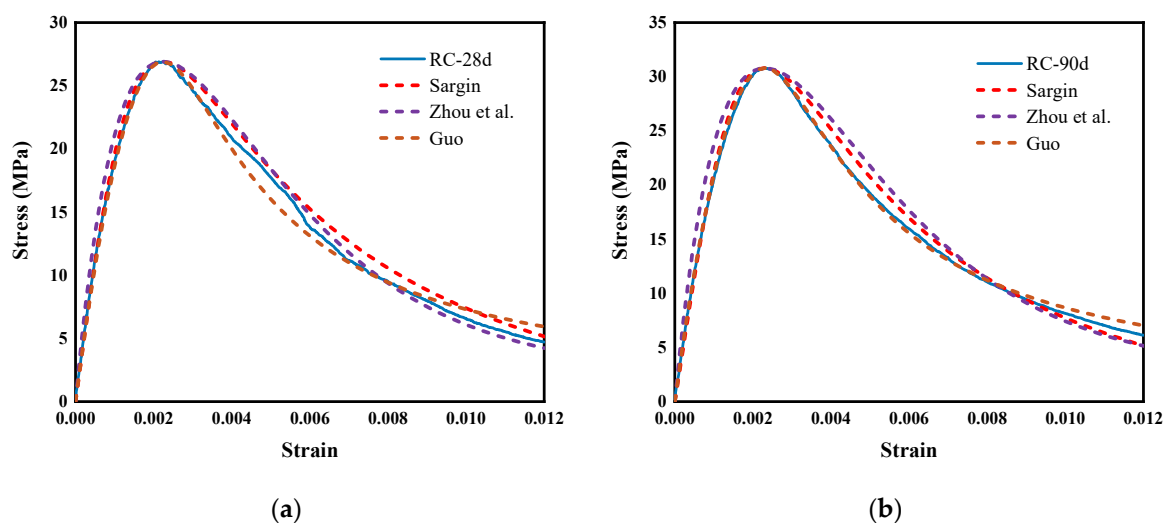 30
25
20
15
10
5
0
Stress (MPa)
0.000 0.002 0.004 0.006 0.008 0.010 0.012
Strain
RC-28d
Sargin
Zhou et al.
Guo
(a)
35
30
25
20
15
10
5
0
Stress (MPa)
0.000 0.002 0.004 0.006 0.008 0.010 0.012
Strain
RC-90d
Sargin
Zhou et al.
Guo
(b)